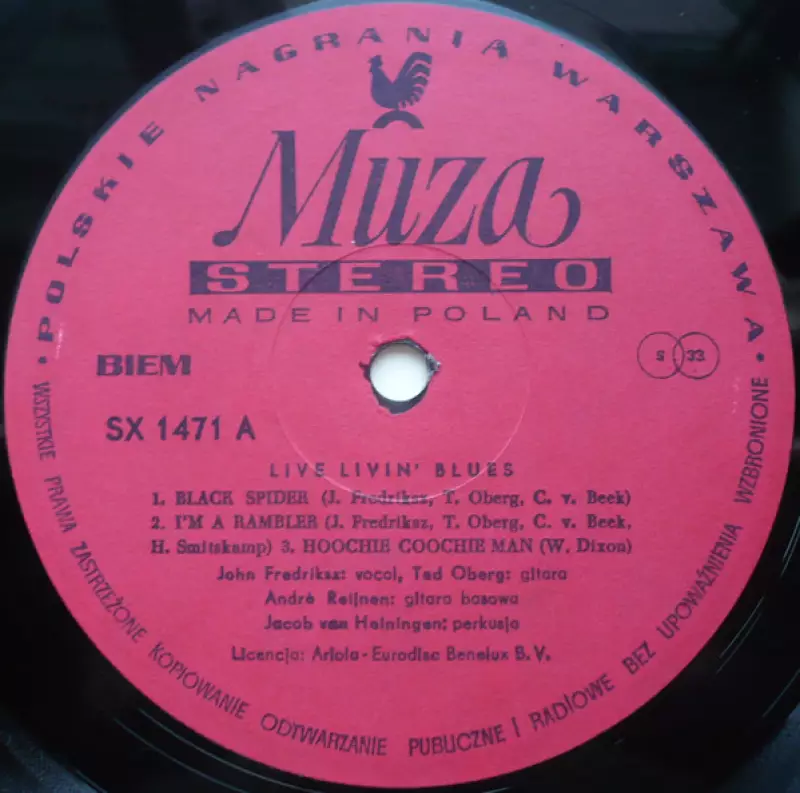 • POLSKIE NAGRANIA WARSZAWA •
Muza
STEREO
MADE IN POLAND
BIEM
S 33
SX 1471 A
LIVE LIVIN' BLUES
1. BLACK SPIDER (J. Fredriksz, T. Oberg, C. v. Beek)
2. I'M A RAMBLER (J. Fredriksz, T. Oberg, C. v. Beek,
H. Smitskamp) 3. HOOCHIE COOCHIE MAN (W. Dixon)
John Fredriksz: vocal, Ted Oberg: gitara
Andrè Reijnen: gitara basowa
Jacob van Heiningen: perkusja
Licencja: Ariola-Eurodisc Benelux B. V.
WSZYSTKIE PRAWA ZASTRZEŻONE KOPIOWANIE ODTWARZANIE PUBLICZNE I RADIOWE BEZ UPOWAŻNIENIA WZBRONIONE